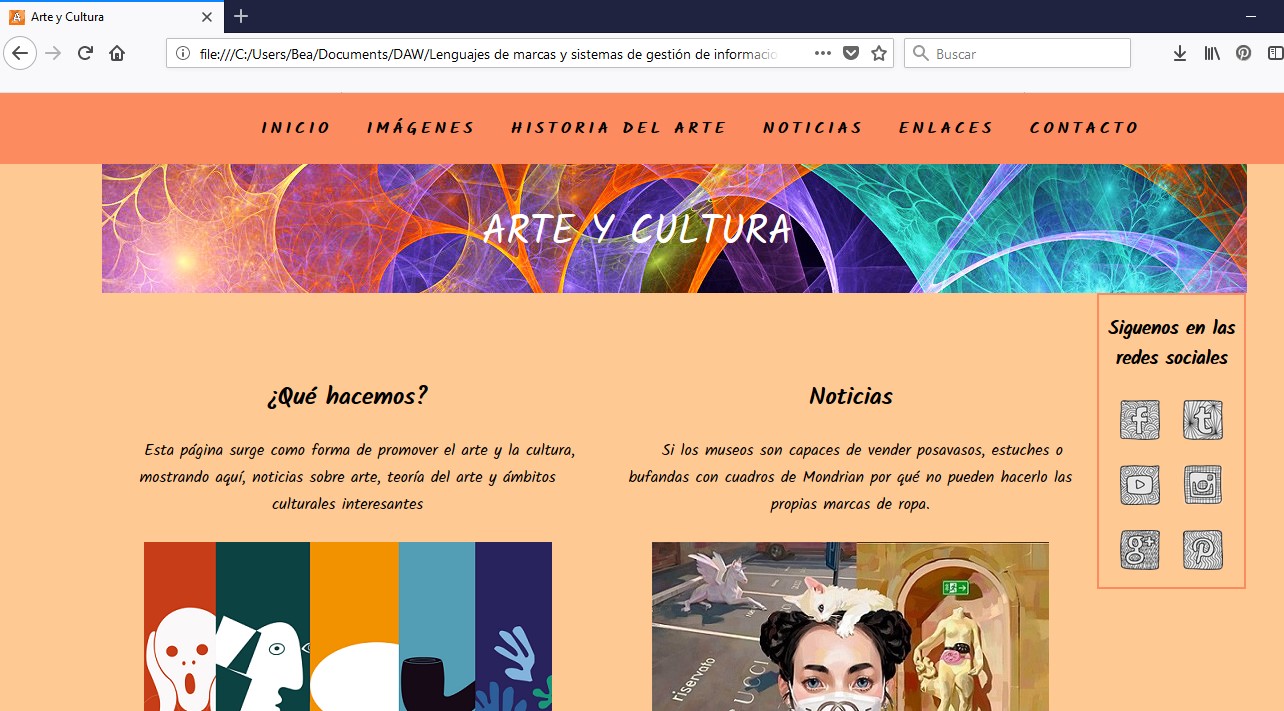 Arte y Cultura
file:///C:/Users/Bea/Documents/DAW/Lenguajes de marcas y sistemas de gestión de informacio
Buscar
INICIO IMÁGENES HISTORIA DEL ARTE NOTICIAS ENLACES CONTACTO
ARTE Y CULTURA
Siguenos en las
redes sociales
¿Qué hacemos?
Esta página surge como forma de promover el arte y la cultura,
mostrando aquí, noticias sobre arte, teoría del arte y ámbitos
culturales interesantes
Noticias
Si los museos son capaces de vender posavasos, estuches o
bufandas con cuadros de Mondrian por qué no pueden hacerlo las
propias marcas de ropa.
riservato
UCCI